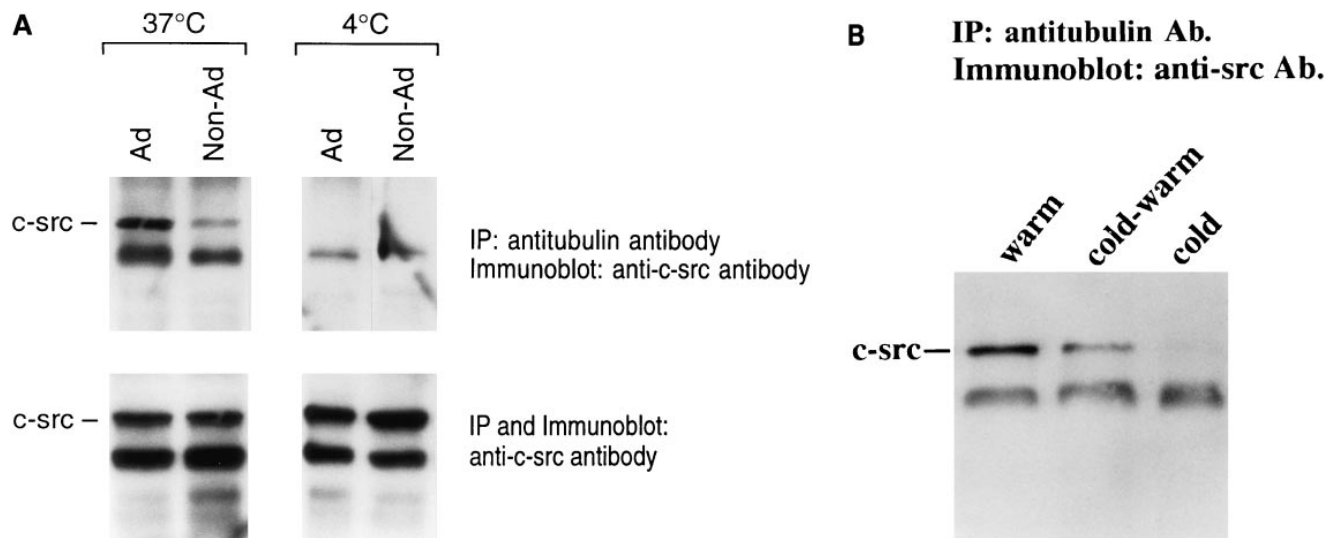 A
37°C
4°C
Ad
Non-Ad
Ad
Non-Ad
c-src –
IP: antitubulin antibody
Immunoblot: anti-c-src antibody
c-src –
IP and Immunoblot:
anti-c-src antibody
B
IP: antitubulin Ab.
Immunoblot: anti-src Ab.
warm
cold-warm
cold
c-src—